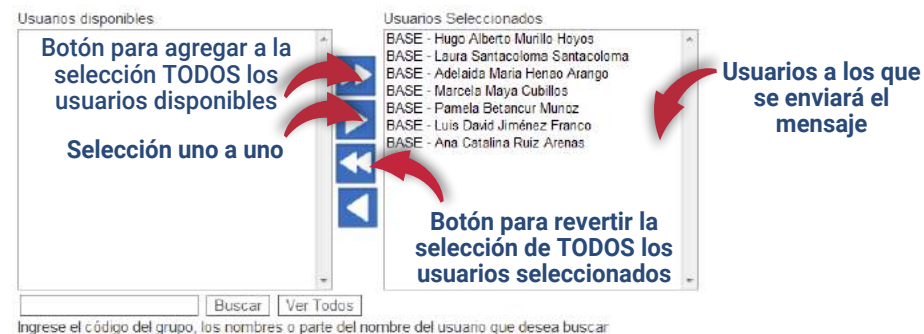 Usuarios disponibles
Usuarios Seleccionados
Botón para agregar a la
selección TODOS los
usuarios disponibles
Selección uno a uno
BASE - Hugo Alberto Murillo Hoyos
BASE - Laura Santacoloma Santacoloma
BASE - Adelaida Maria Henao Arango
BASE - Marcela Maya Cubillos
BASE - Pamela Betancur Munoz
BASE - Luis David Jiménez Franco
BASE - Ana Catalina Ruiz Arenas
Usuarios a los que
se enviará el
mensaje
Botón para revertir la
selección de TODOS los
usuarios seleccionados
Buscar
Ver Todos
Ingrese el código del grupo, los nombres o parte del nombre del usuario que desea buscar